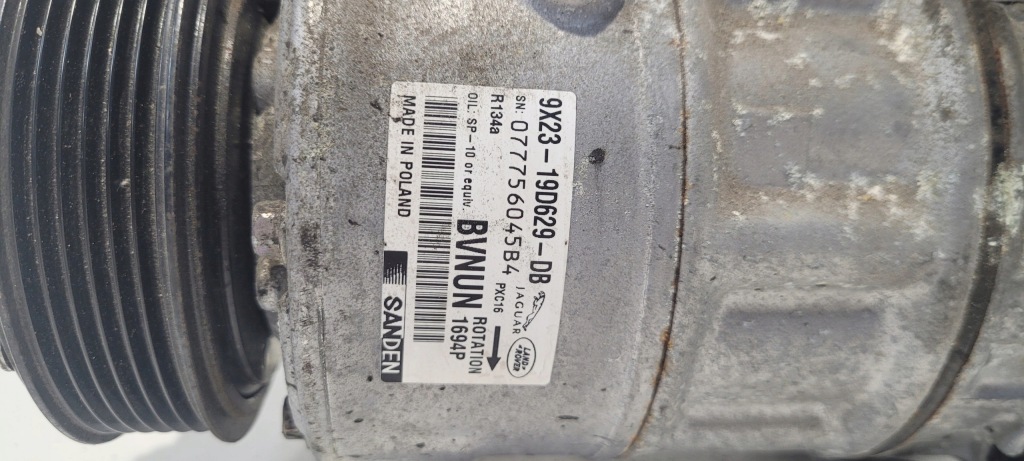 9X23-19D629-DB
SN: 0777756045B4
R134a PXC16
JAGUAR
LAND ROVER
OIL: SP-10 or equiv.
BVNUN
ROTATION
1694P
MADE IN POLAND
SANDEN